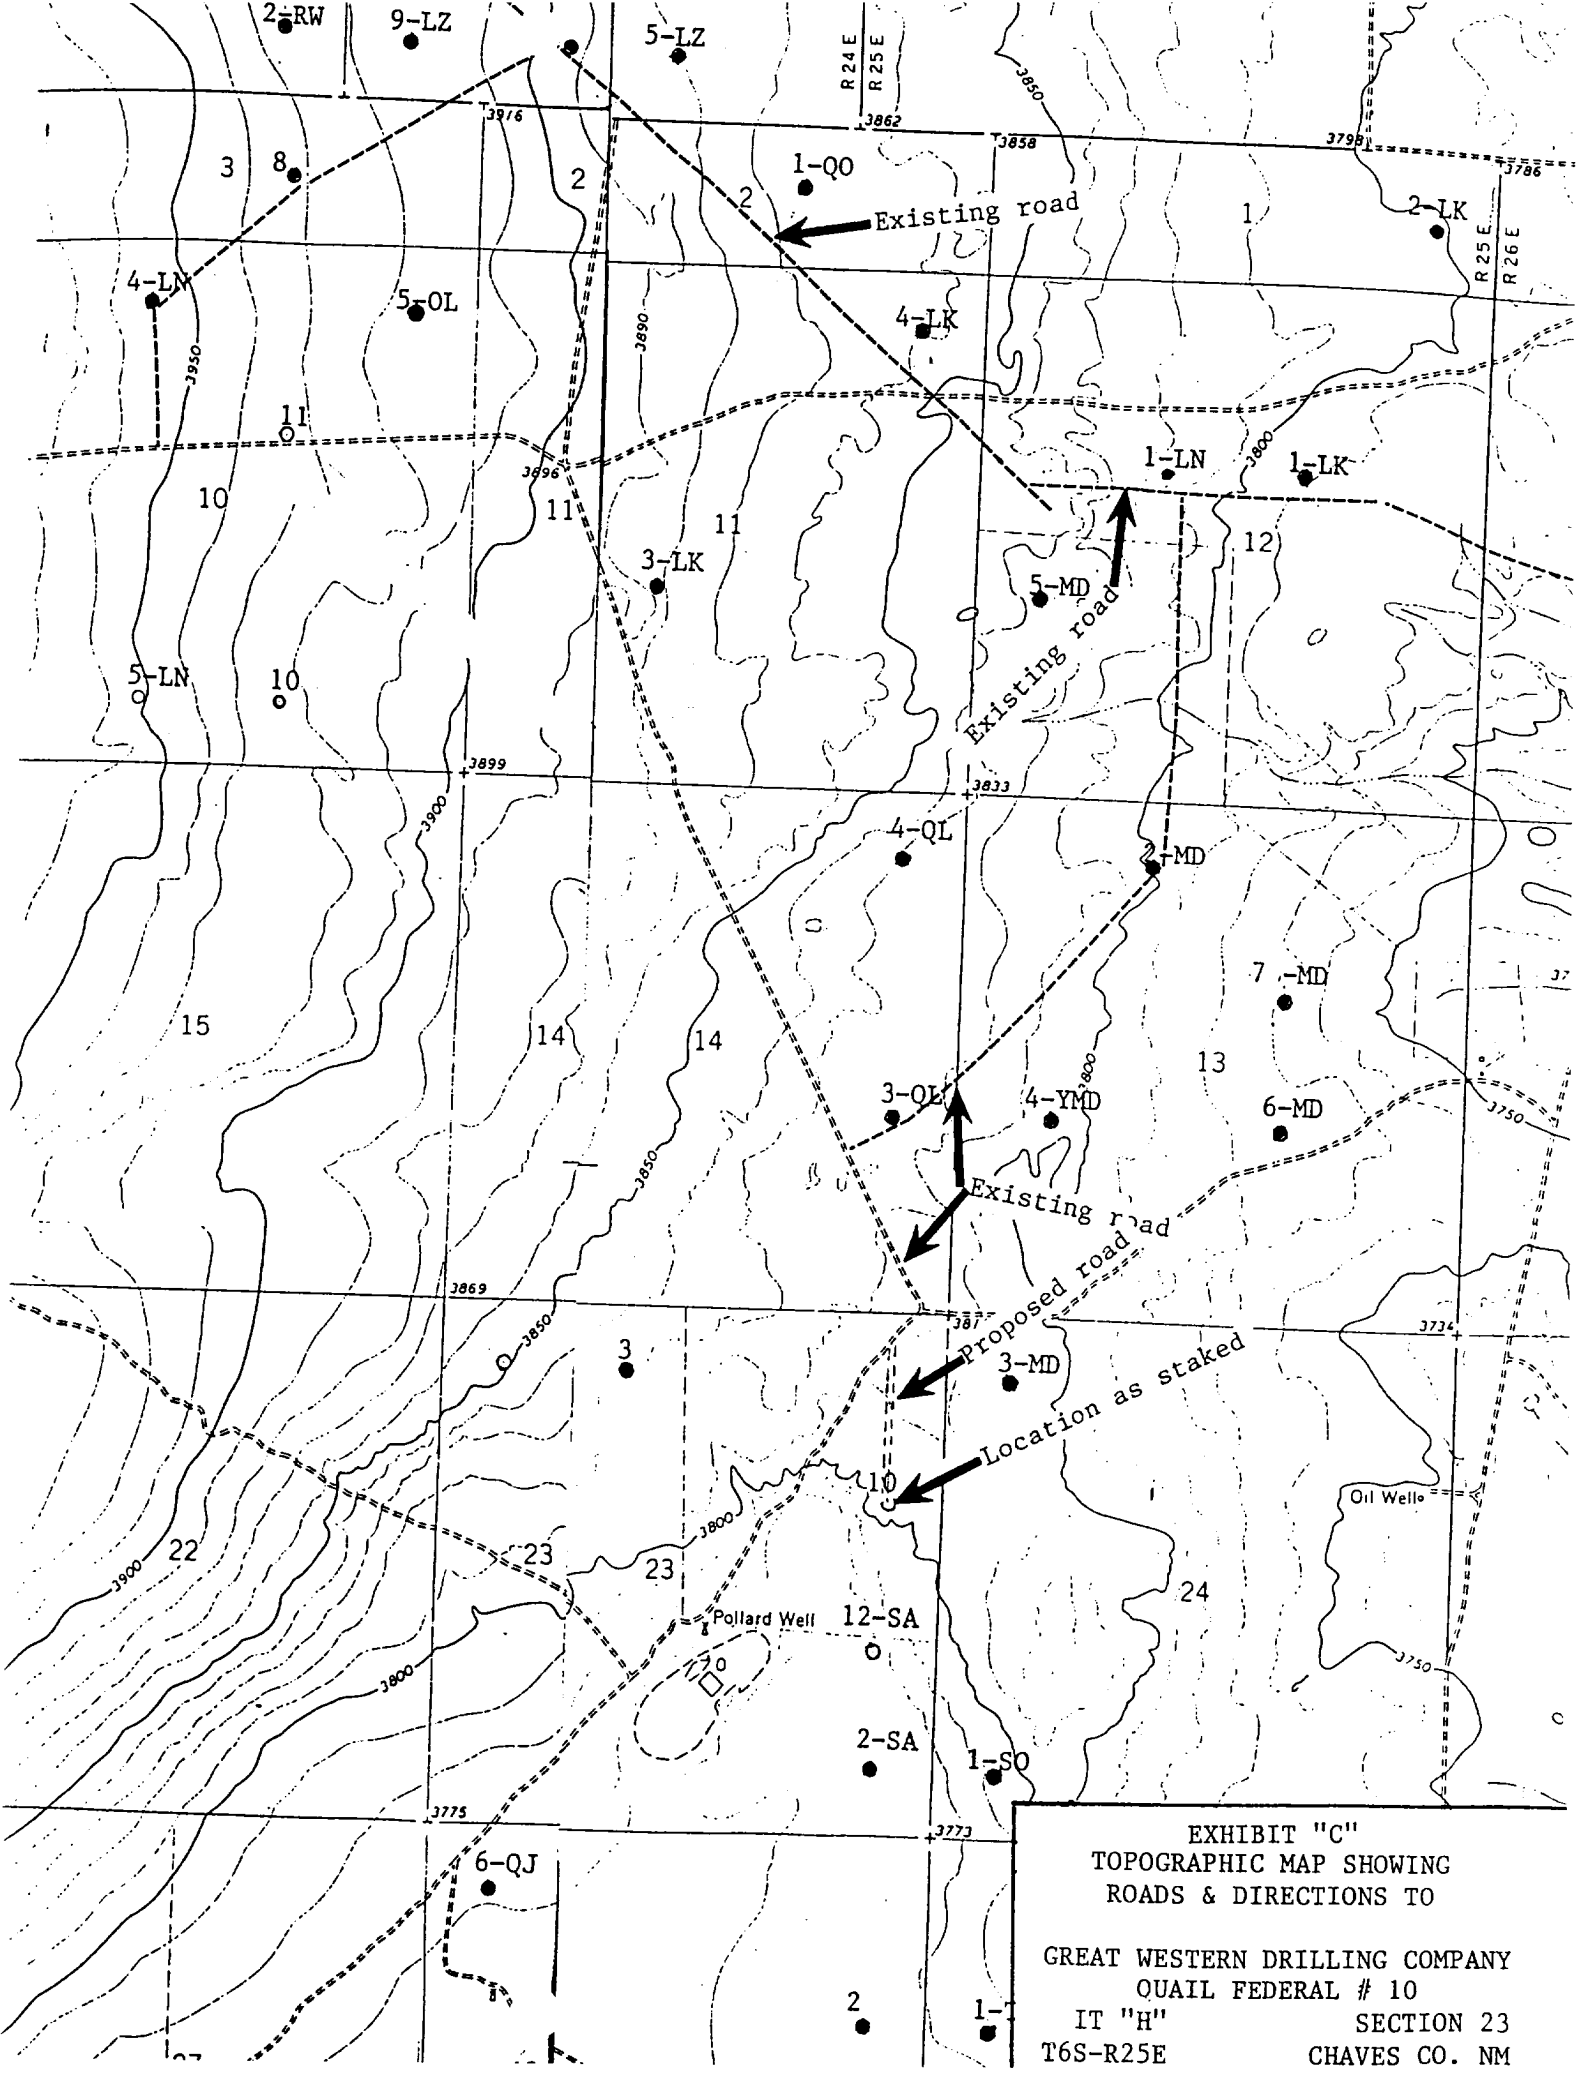 2-RW
9-LZ
5-LZ
R 24 E
R 25 E
3850
3916
3862
3858
3798
3786
3
8
2
1-QO
2
Existing road
1
2-LK
R 25 E
R 26 E
4-LN
5-OL
3890
4-LK
3950
11
3896
1-LN
3800
1-LK
10
11
11
12
3-LK
5-MD
Existing road
5-LN
10
3899
3833
3900
4-QL
2-MD
7 -MD
37
15
14
14
13
3-QL
4-YMD
6-MD
3750
3850
Existing road
Proposed road
3869
3850
3734
3
3-MD
Location as staked
10
Oil Well
3800
22
23
23
3900
24
Pollard Well
12-SA
3750
3800
2-SA
1-SO
3775
3773
6-QJ
2
EXHIBIT "C"
TOPOGRAPHIC MAP SHOWING
ROADS & DIRECTIONS TO
GREAT WESTERN DRILLING COMPANY
QUAIL FEDERAL # 10
IT "H" SECTION 23
T6S-R25E CHAVES CO. NM